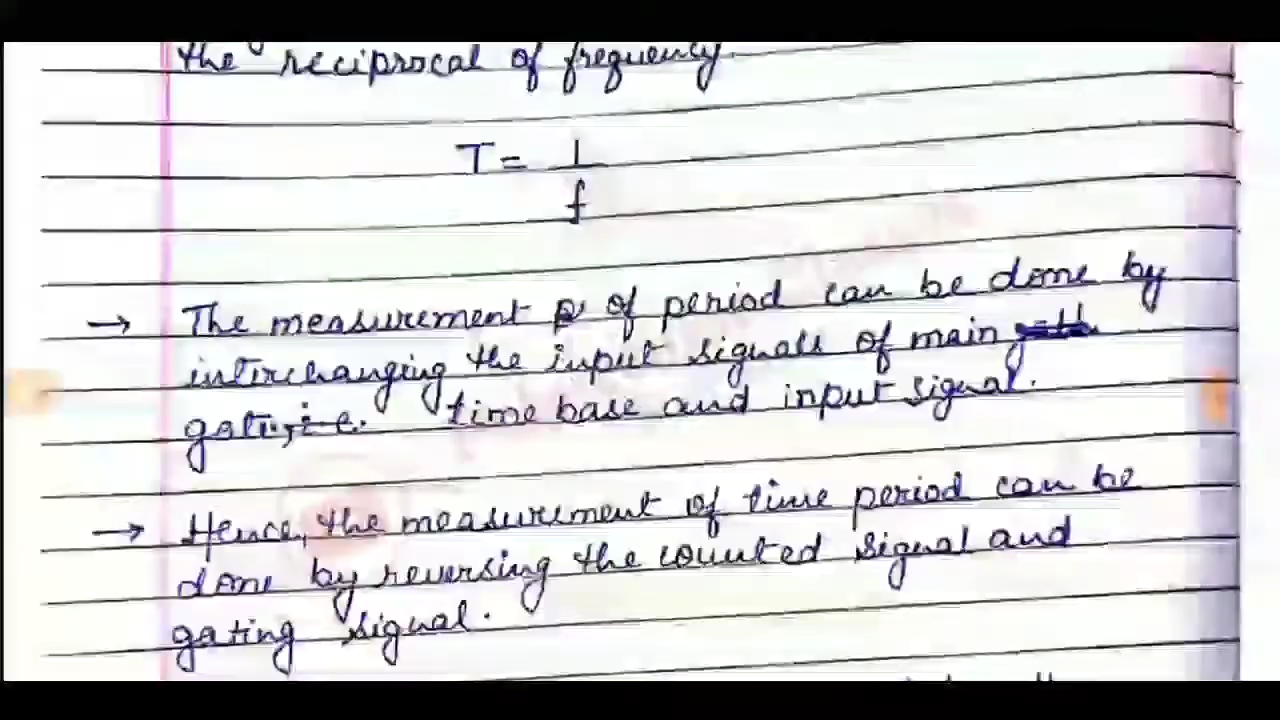 the reciprocal of frequency.
T = 1
f
→ The measurement of period can be done by
interchanging the input signals of main
gate, i.e. time base and input signal.
→ Hence, the measurement of time period can be
done by reversing the counted signal and
gating signal.